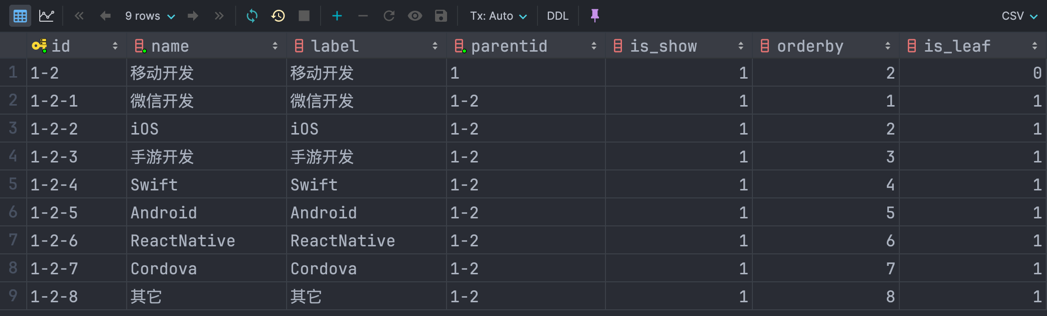 9 rows Tx: Auto DDL CSV
id name label parentid is_show orderby is_leaf
1 1-2 移动开发 移动开发 1 1 2 0
2 1-2-1 微信开发 微信开发 1-2 1 1 1
3 1-2-2 iOS iOS 1-2 1 2 1
4 1-2-3 手游开发 手游开发 1-2 1 3 1
5 1-2-4 Swift Swift 1-2 1 4 1
6 1-2-5 Android Android 1-2 1 5 1
7 1-2-6 ReactNative ReactNative 1-2 1 6 1
8 1-2-7 Cordova Cordova 1-2 1 7 1
9 1-2-8 其它 其它 1-2 1 8 1